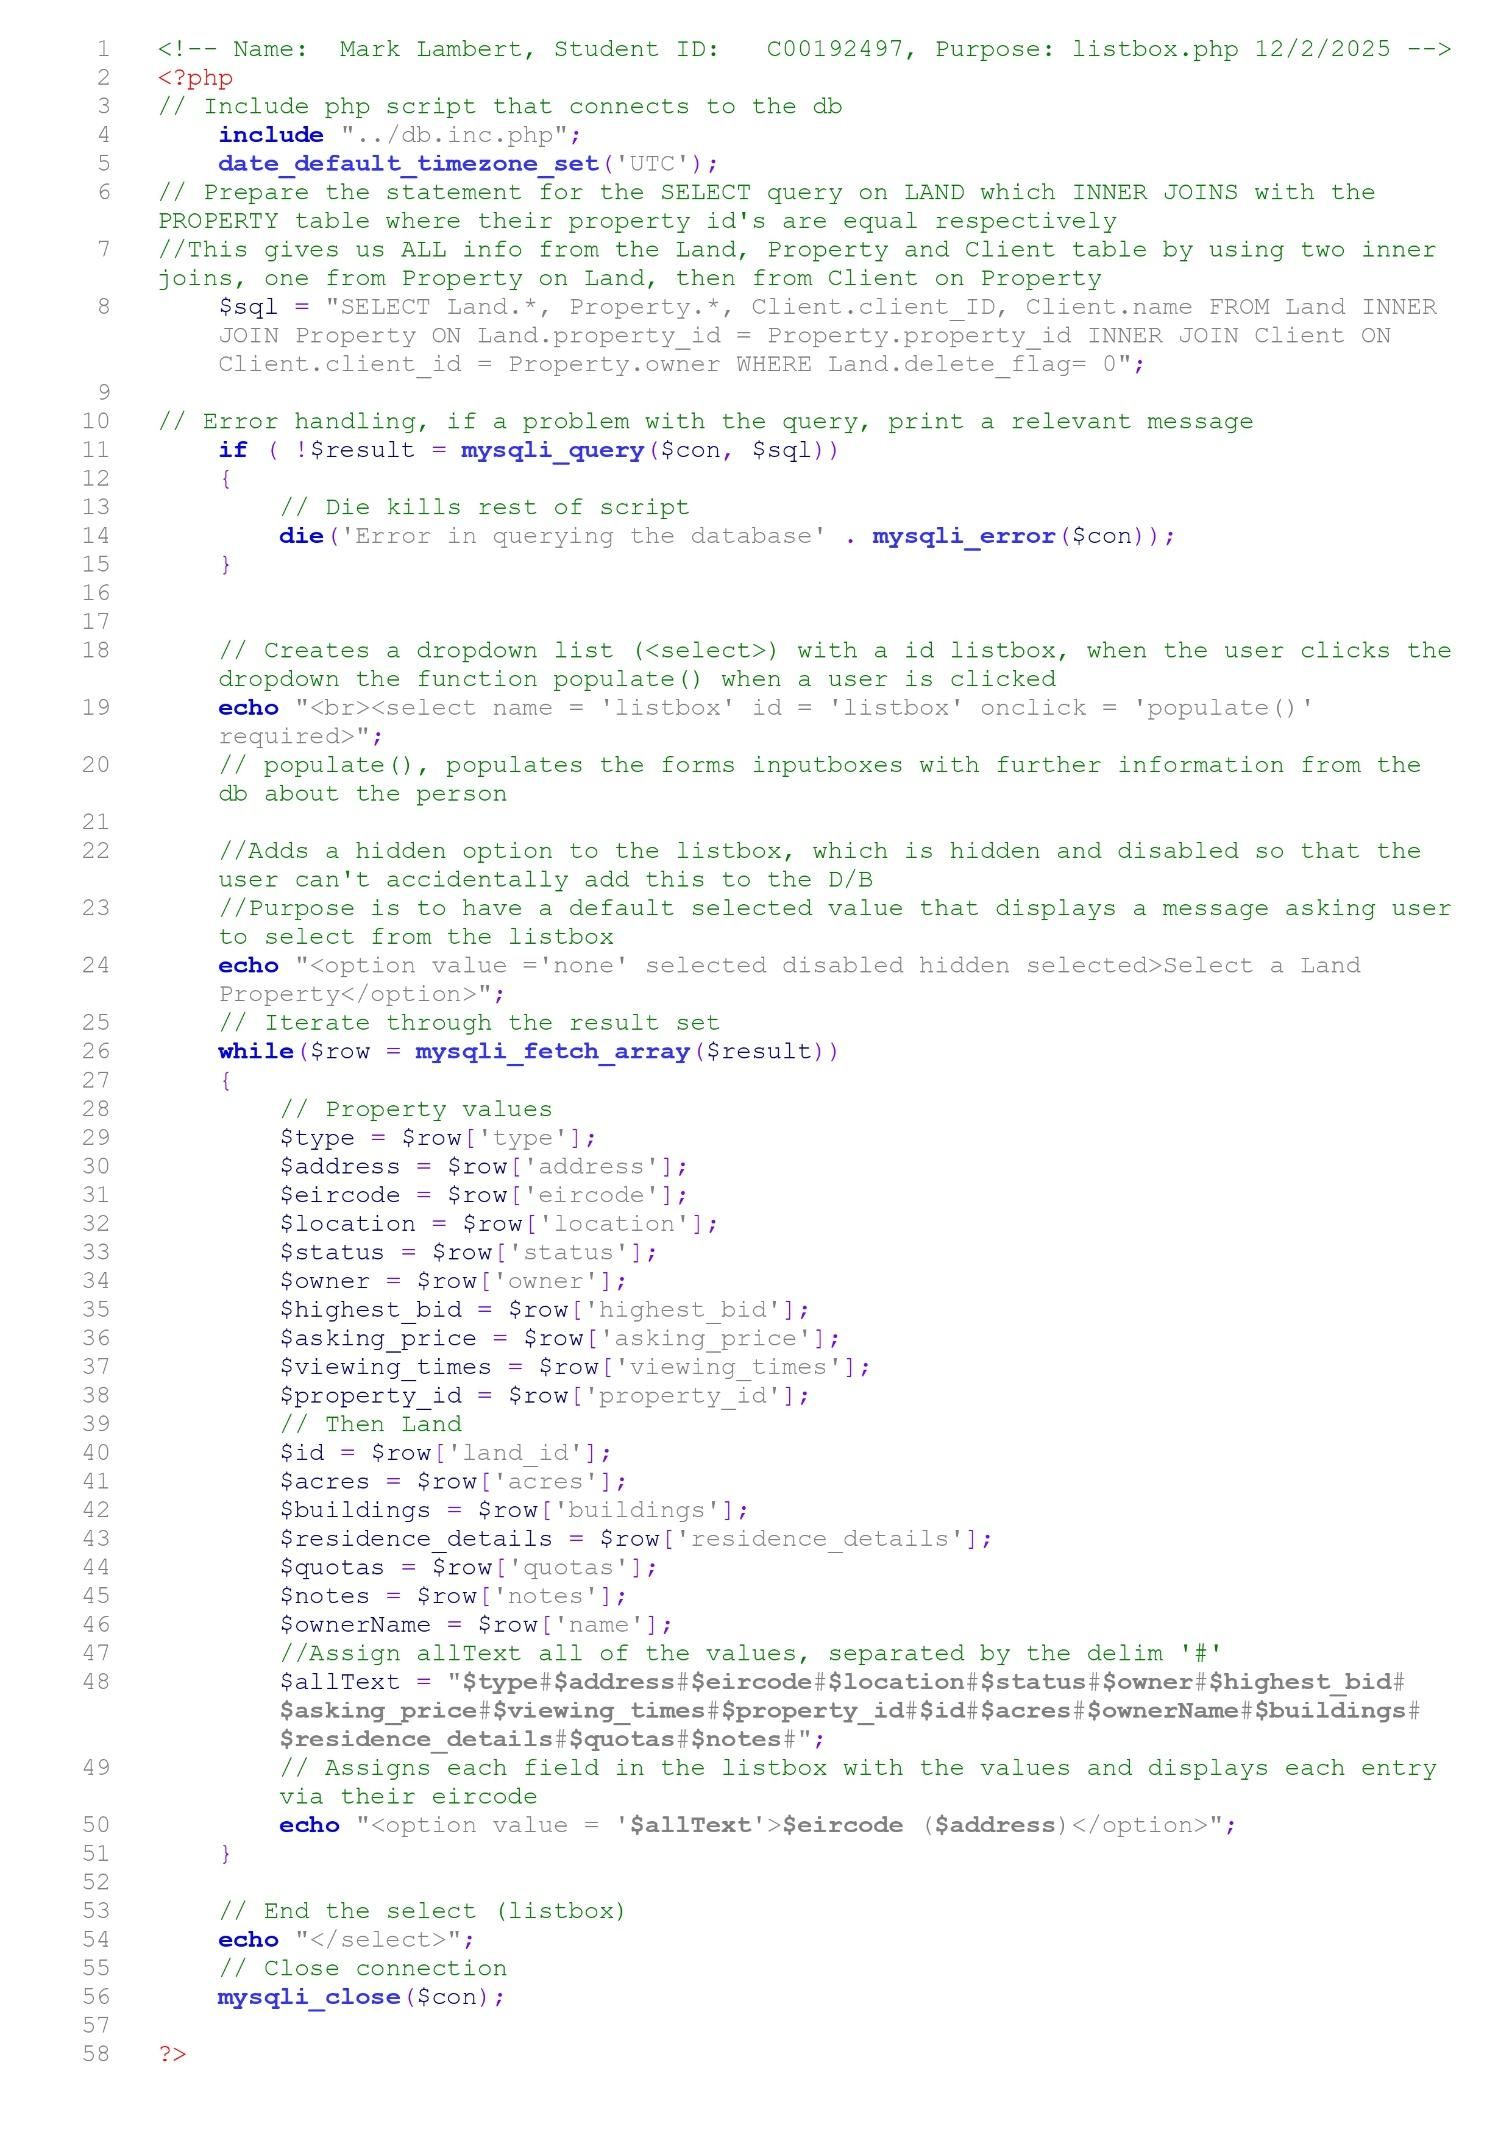 1 <!-- Name:  Mark Lambert, Student ID:   C00192497, Purpose: listbox.php 12/2/2025 -->
2 <?php
3 // Include php script that connects to the db
4     include "../db.inc.php";
5     date_default_timezone_set('UTC');
6 // Prepare the statement for the SELECT query on LAND which INNER JOINS with the
PROPERTY table where their property id's are equal respectively
7 //This gives us ALL info from the Land, Property and Client table by using two inner
joins, one from Property on Land, then from Client on Property
8     $sql = "SELECT Land.*, Property.*, Client.client_ID, Client.name FROM Land INNER
    JOIN Property ON Land.property_id = Property.property_id INNER JOIN Client ON
    Client.client_id = Property.owner WHERE Land.delete_flag= 0";
9
10 // Error handling, if a problem with the query, print a relevant message
11     if ( !$result = mysqli_query($con, $sql))
12     {
13         // Die kills rest of script
14         die('Error in querying the database' . mysqli_error($con));
15     }
16
17
18     // Creates a dropdown list (<select>) with a id listbox, when the user clicks the
    dropdown the function populate() when a user is clicked
19     echo "<br><select name = 'listbox' id = 'listbox' onclick = 'populate()'
    required>";
20     // populate(), populates the forms inputboxes with further information from the
    db about the person
21
22     //Adds a hidden option to the listbox, which is hidden and disabled so that the
    user can't accidentally add this to the D/B
23     //Purpose is to have a default selected value that displays a message asking user
    to select from the listbox
24     echo "<option value ='none' selected disabled hidden selected>Select a Land
    Property</option>";
25     // Iterate through the result set
26     while($row = mysqli_fetch_array($result))
27     {
28         // Property values
29         $type = $row['type'];
30         $address = $row['address'];
31         $eircode = $row['eircode'];
32         $location = $row['location'];
33         $status = $row['status'];
34         $owner = $row['owner'];
35         $highest_bid = $row['highest_bid'];
36         $asking_price = $row['asking_price'];
37         $viewing_times = $row['viewing_times'];
38         $property_id = $row['property_id'];
39         // Then Land
40         $id = $row['land_id'];
41         $acres = $row['acres'];
42         $buildings = $row['buildings'];
43         $residence_details = $row['residence_details'];
44         $quotas = $row['quotas'];
45         $notes = $row['notes'];
46         $ownerName = $row['name'];
47         //Assign allText all of the values, separated by the delim '#'
48         $allText = "$type#$address#$eircode#$location#$status#$owner#$highest_bid#
        $asking_price#$viewing_times#$property_id#$id#$acres#$ownerName#$buildings#
        $residence_details#$quotas#$notes#";
49         // Assigns each field in the listbox with the values and displays each entry
        via their eircode
50         echo "<option value = '$allText'>$eircode ($address)</option>";
51     }
52
53     // End the select (listbox)
54     echo "</select>";
55     // Close connection
56     mysqli_close($con);
57
58 ?>